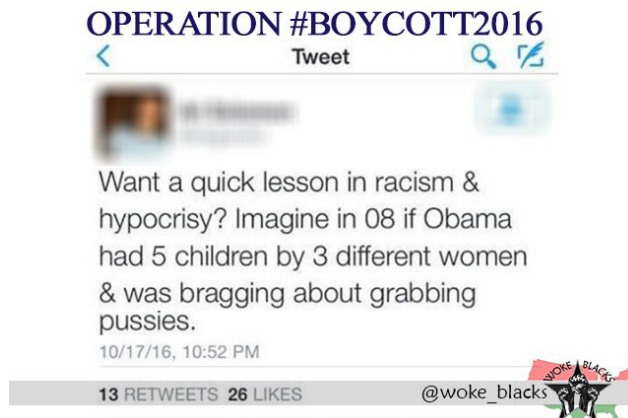 OPERATION #BOYCOTT2016
Tweet
Want a quick lesson in racism &
hypocrisy? Imagine in 08 if Obama
had 5 children by 3 different women
& was bragging about grabbing
pussies.
10/17/16, 10:52 PM
13 RETWEETS 26 LIKES
@woke_blacks
WOKE BLACKS